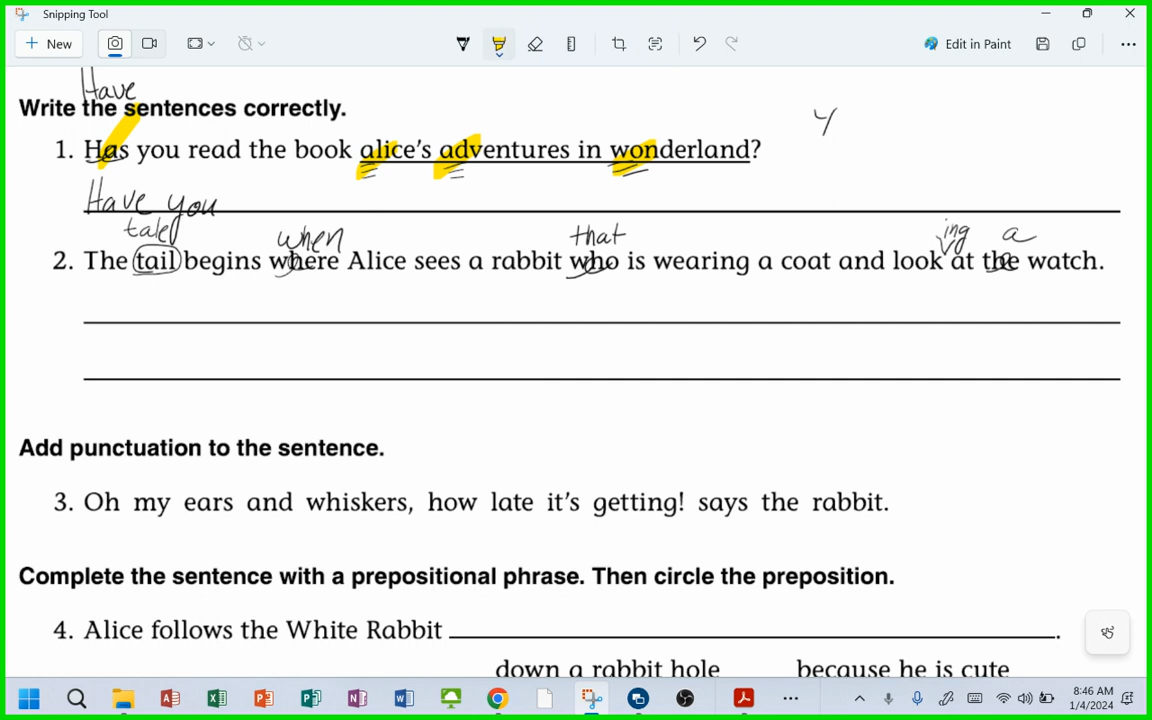 Snipping Tool
New
Edit in Paint
Have
Write the sentences correctly.
4
1. Has you read the book alice's adventures in wonderland?
Have you
tale when that ing a
2. The tail begins where Alice sees a rabbit who is wearing a coat and look at the watch.
Add punctuation to the sentence.
3. Oh my ears and whiskers, how late it's getting! says the rabbit.
Complete the sentence with a prepositional phrase. Then circle the preposition.
4. Alice follows the White Rabbit ____.
down a rabbit hole because he is cute
8:46 AM
1/4/2024